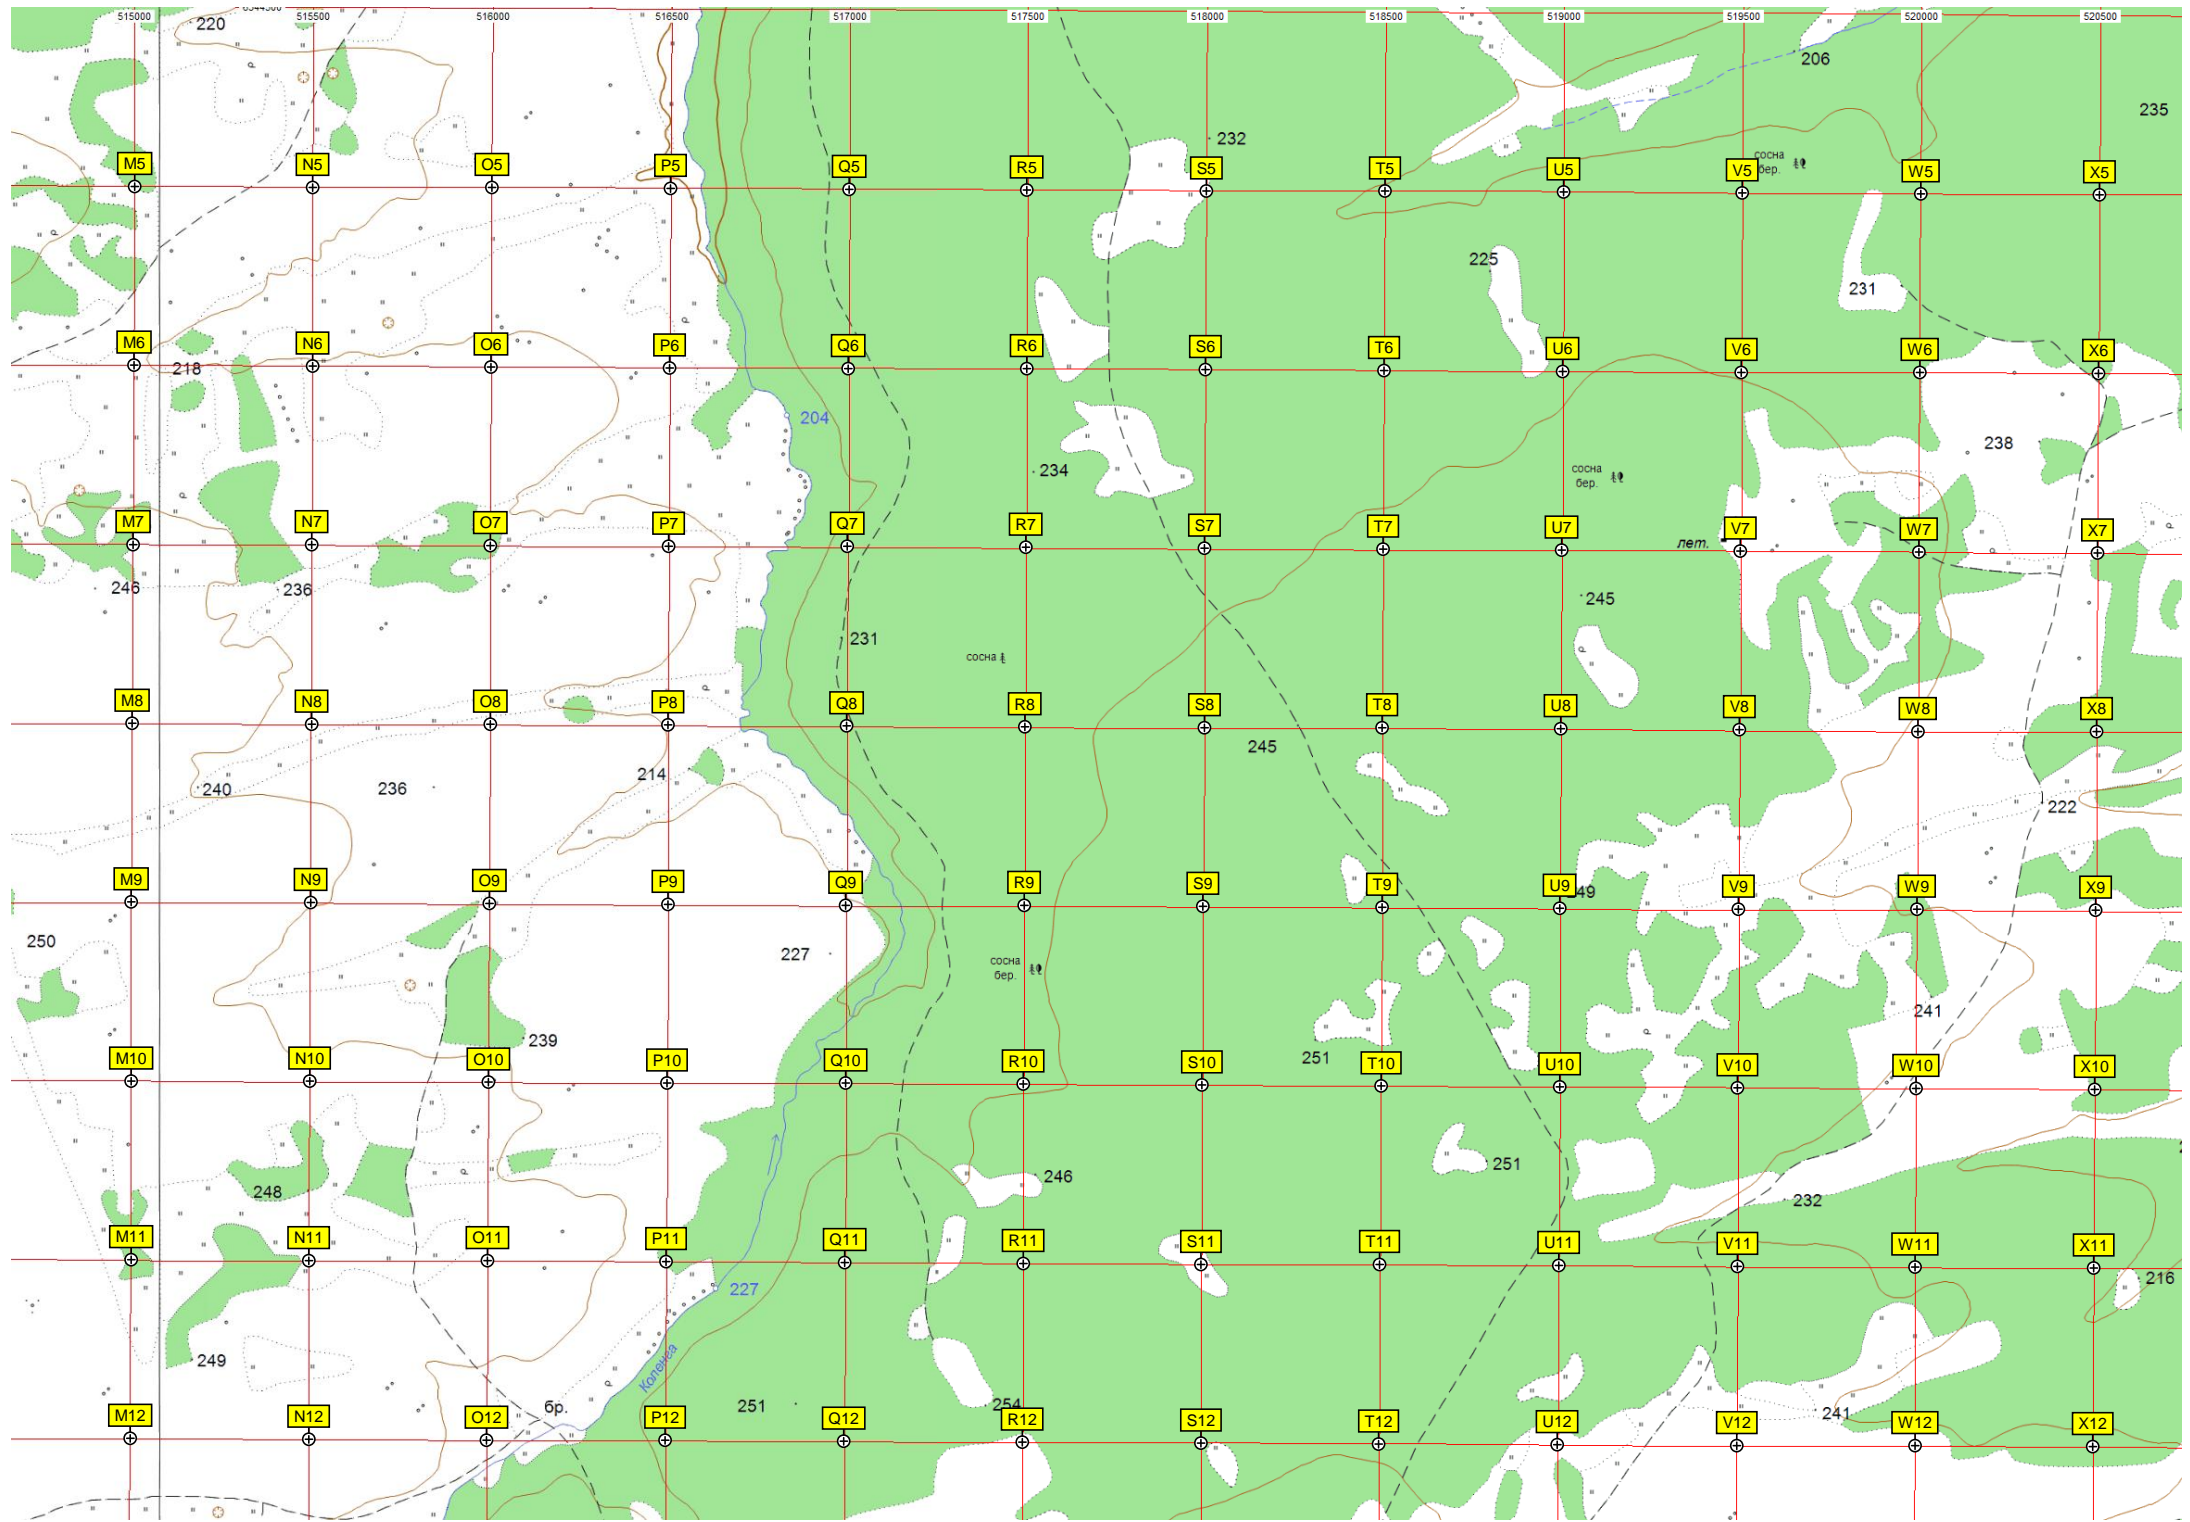 515000 515500 516000 516500 517000 517500 518000 518500 519000 519500 520000 520500
220
206
235
232
M5 N5 O5 P5 Q5 R5 S5 T5 U5 V5 сосна бер. W5 X5
225
231
M6 N6 O6 P6 Q6 R6 S6 T6 U6 V6 W6 X6
218
204
238
234
сосна
бер.
M7 N7 O7 P7 Q7 R7 S7 T7 U7 V7 W7 X7
лет.
246 236 245
231
сосна
M8 N8 O8 P8 Q8 R8 S8 T8 U8 V8 W8 X8
245
214
240 236
222
M9 N9 O9 P9 Q9 R9 S9 T9 U9 49 V9 W9 X9
250
227
сосна
бер.
241
239
251
M10 N10 O10 P10 Q10 R10 S10 T10 U10 V10 W10 X10
251
246
248
232
M11 N11 O11 P11 Q11 R11 S11 T11 U11 V11 W11 X11
216
227
249
Коленса
бр. 251 254 241
M12 N12 O12 P12 Q12 R12 S12 T12 U12 V12 W12 X12